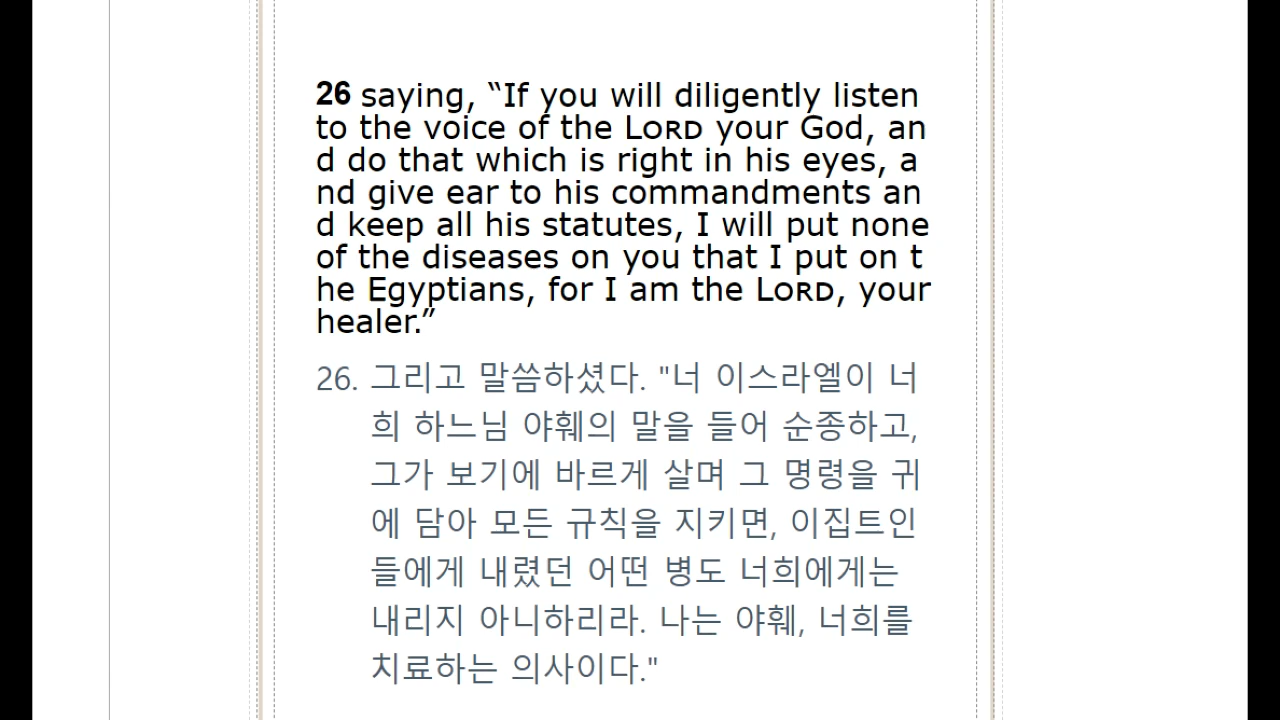 26 saying, “If you will diligently listen
to the voice of the LORD your God, an
d do that which is right in his eyes, a
nd give ear to his commandments an
d keep all his statutes, I will put none
of the diseases on you that I put on t
he Egyptians, for I am the LORD, your
healer.”
26. 그리고 말씀하셨다. "너 이스라엘이 너
희 하느님 야훼의 말을 들어 순종하고,
그가 보기에 바르게 살며 그 명령을 귀
에 담아 모든 규칙을 지키면, 이집트인
들에게 내렸던 어떤 병도 너희에게는
내리지 아니하리라. 나는 야훼, 너희를
치료하는 의사이다."